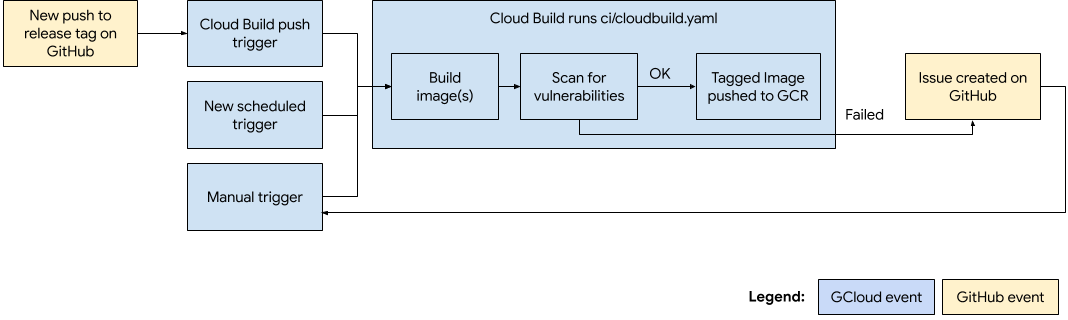 New push to
release tag on
GitHub
Cloud Build push
trigger
New scheduled
trigger
Manual trigger
Cloud Build runs ci/cloudbuild.yaml
Build
image(s)
Scan for
vulnerabilities
OK
Tagged Image
pushed to GCR
Failed
Issue created on
GitHub
Legend:
GCloud event
GitHub event